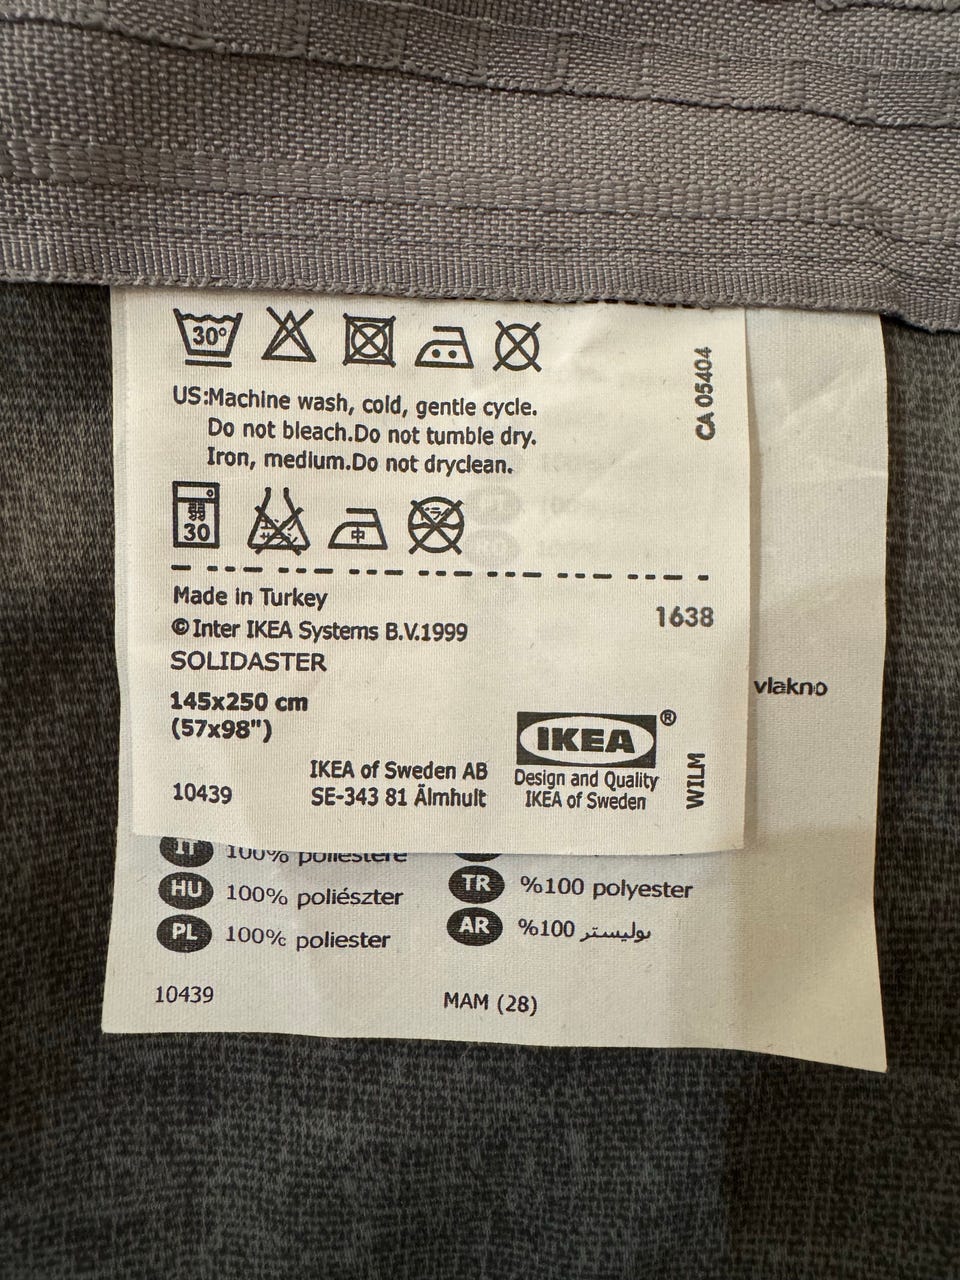 30°
US:Machine wash, cold, gentle cycle.
Do not bleach.Do not tumble dry.
Iron, medium.Do not dryclean.
CA 05404
弱
30
中
Made in Turkey
1638
© Inter IKEA Systems B.V.1999
SOLIDASTER
145x250 cm
(57x98")
IKEA®
Design and Quality
IKEA of Sweden
IKEA of Sweden AB
SE-343 81 Älmhult
10439
WILM
vlakno
IT 100% poliestere
HU 100% poliészter
PL 100% poliester
TR %100 polyester
AR %100 بوليستر
10439
MAM (28)